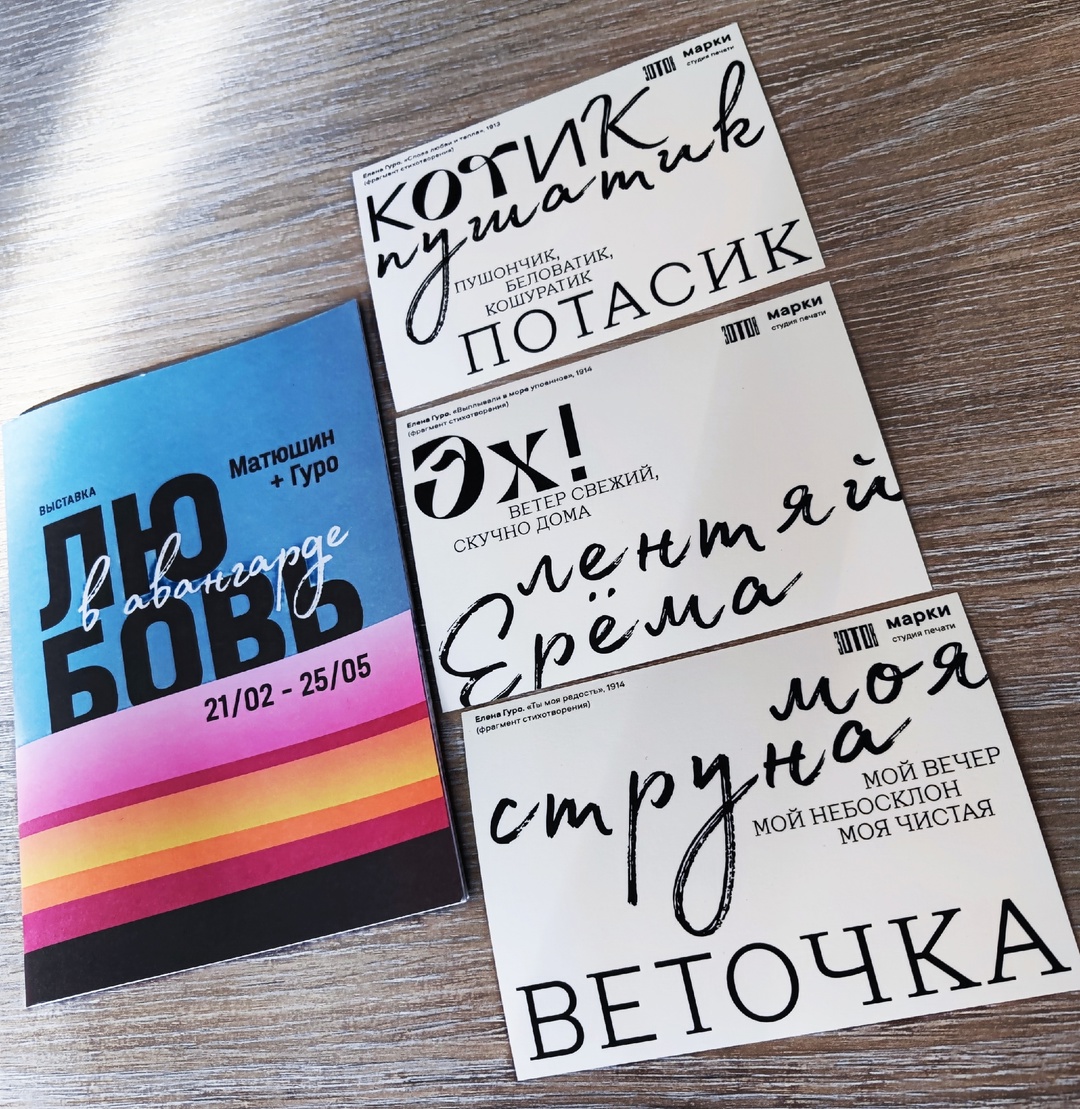 ВЫСТАВКА
Матюшин
+ Гуро
ЛЮ
в авангарде
БОВЬ
21/02 – 25/05
ЗОТОВ
марки
студия печати
Елена Гуро. «Слова любви и тепла», 1913
(фрагмент стихотворения)
КОТИК
пушатик
ПУШОНЧИК,
БЕЛОВАТИК,
КОШУРАТИК
ПОТАСИК
ЗОТОВ
марки
студия печати
Елена Гуро. «Выплывали в море упоенное», 1914
(фрагмент стихотворения)
Эх!
ВЕТЕР СВЕЖИЙ,
СКУЧНО ДОМА
лентяй
Ерёма
ЗОТОВ
марки
студия печати
Елена Гуро. «Ты моя радость», 1914
(фрагмент стихотворения)
моя
струна
МОЙ ВЕЧЕР
МОЙ НЕБОСКЛОН
МОЯ ЧИСТАЯ
ВЕТОЧКА